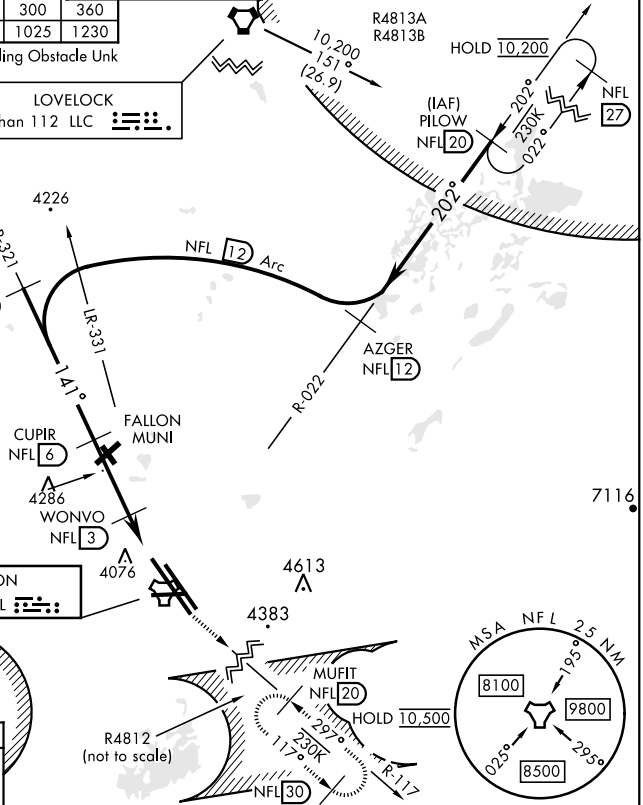 300 360
1025 1230
ding Obstacle Unk
LOVELOCK
han 112 LLC
10,200
151°
(26.9)
R4813A
R4813B
HOLD 10,200
202°
230K
022°
NFL
27
(IAF)
PILOW
NFL 20
202°
4226
R-321
NFL 12 Arc
LR-331
AZGER
NFL 12
R-022
141°
FALLON
MUNI
CUPIR
NFL 6
4286
WONVO
NFL 3
4076
7116
ON
L
4613
4383
MUFIT
NFL 20
HOLD 10,500
297°
230K
117°
R-117
NFL 30
R4812
(not to scale)
MSA NFL 25 NM
195°
8100
9800
025°
295°
8500